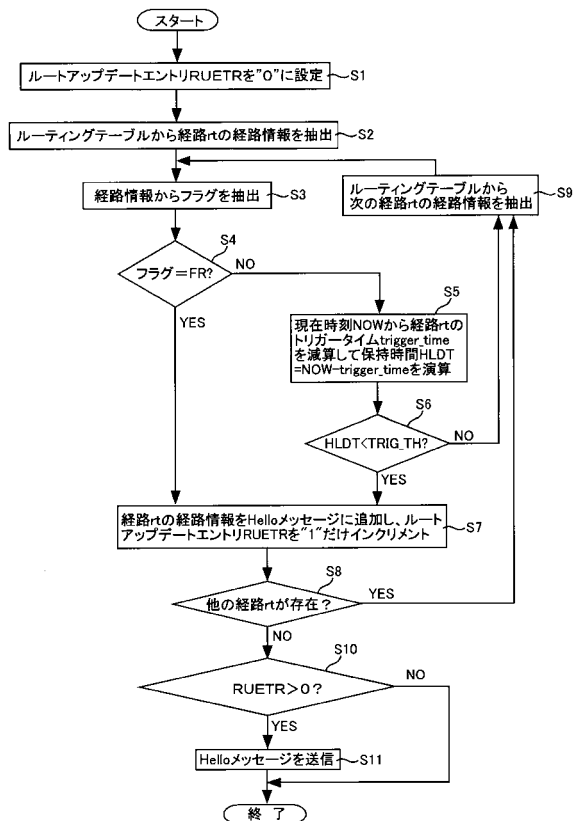 スタート
ルートアップデートエントリRUETRを"0"に設定
S1
ルーティングテーブルから経路rtの経路情報を抽出
S2
経路情報からフラグを抽出
S3
ルーティングテーブルから
次の経路rtの経路情報を抽出
S9
S4
フラグ=FR?
NO
YES
S5
現在時刻NOWから経路rtの
トリガータイムtrigger_time
を減算して保持時間HLDT
=NOW-trigger_timeを演算
S6
HLDT<TRIG_TH?
NO
YES
経路rtの経路情報をHelloメッセージに追加し、ルート
アップデートエントリRUETRを"1"だけインクリメント
S7
S8
他の経路rtが存在?
YES
NO
S10
RUETR>0?
NO
YES
Helloメッセージを送信
S11
終 了